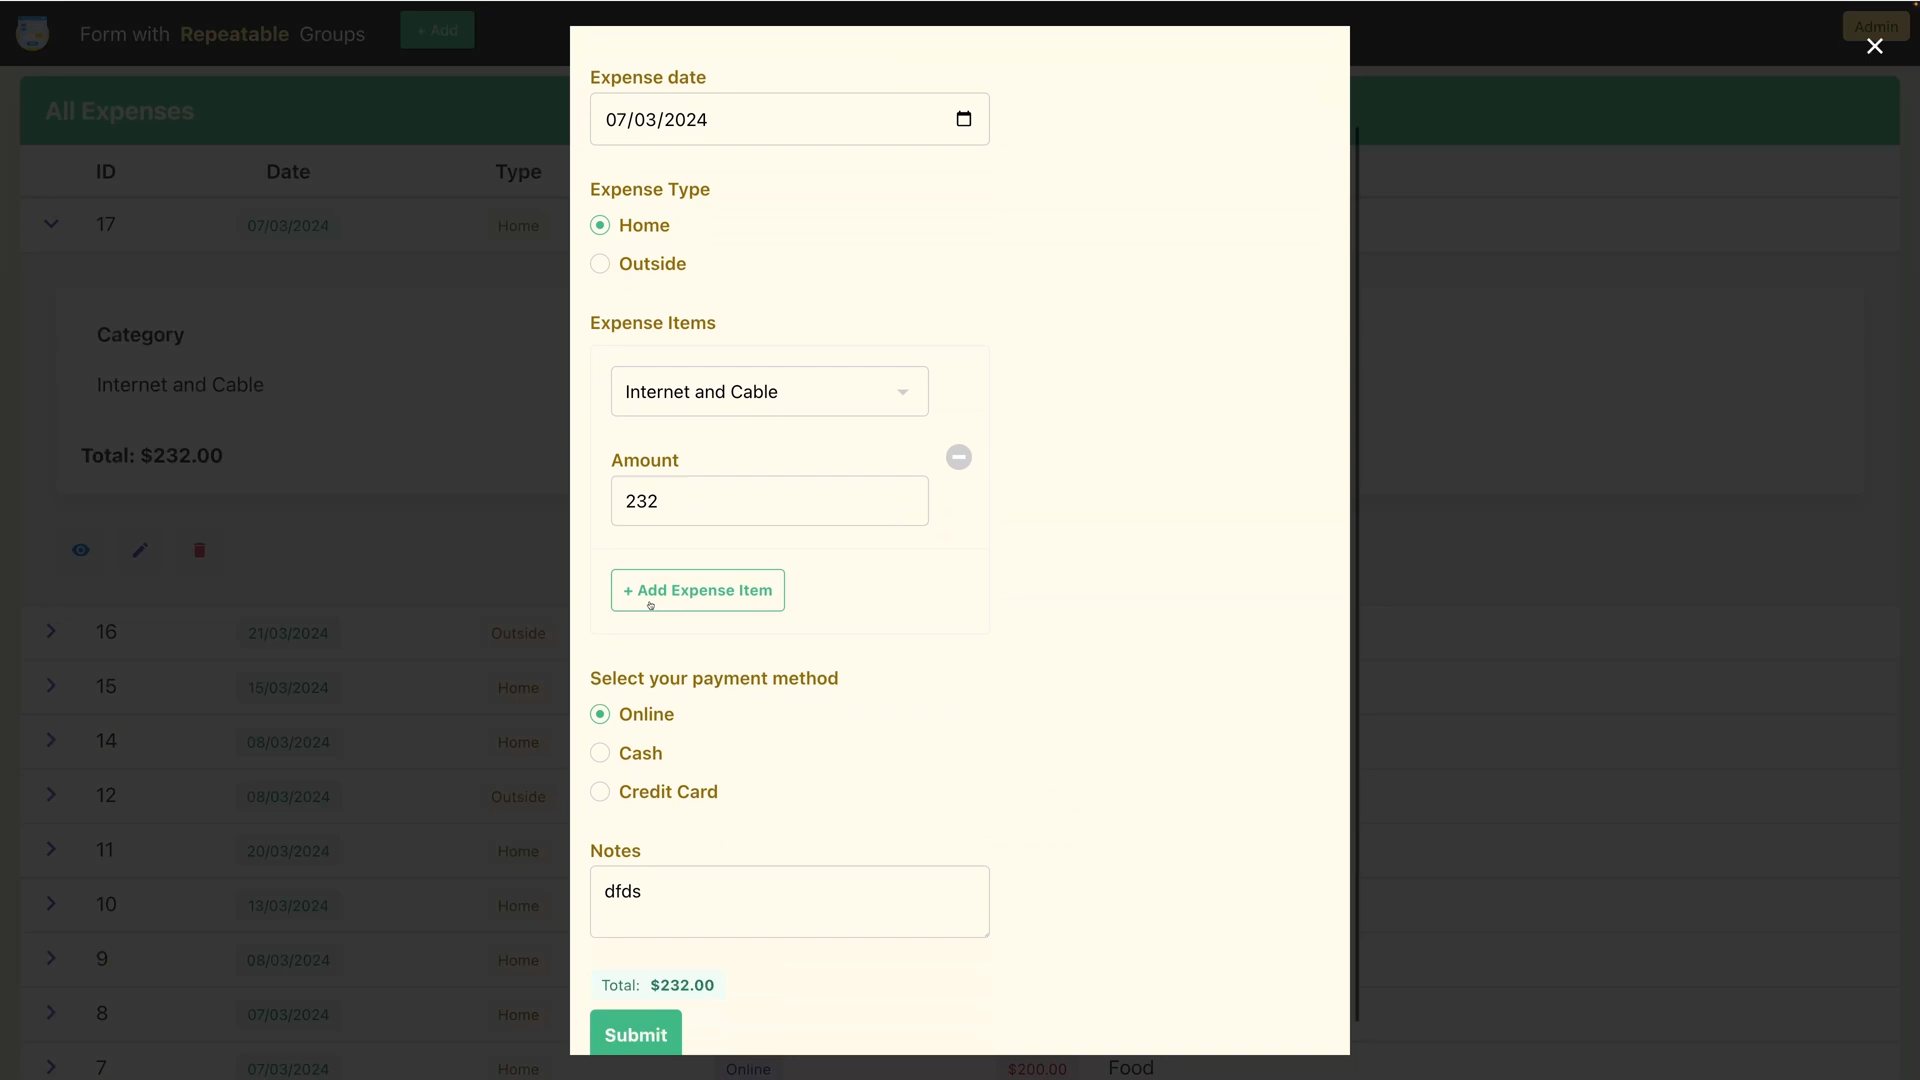 Form with Repeatable Groups
+ Add
Admin
All Expenses
ID Date Type
17 07/03/2024 Home
Category
Internet and Cable
Total: $232.00
16 21/03/2024 Outside
15 15/03/2024 Home
14 08/03/2024 Home
12 08/03/2024 Outside
11 20/03/2024 Home
10 13/03/2024 Home
9 08/03/2024 Home
8 07/03/2024 Home
7 07/03/2024 Home Online $200.00 Food
Expense date
07/03/2024
Expense Type
Home
Outside
Expense Items
Internet and Cable
Amount
232
+ Add Expense Item
Select your payment method
Online
Cash
Credit Card
Notes
dfds
Total: $232.00
Submit